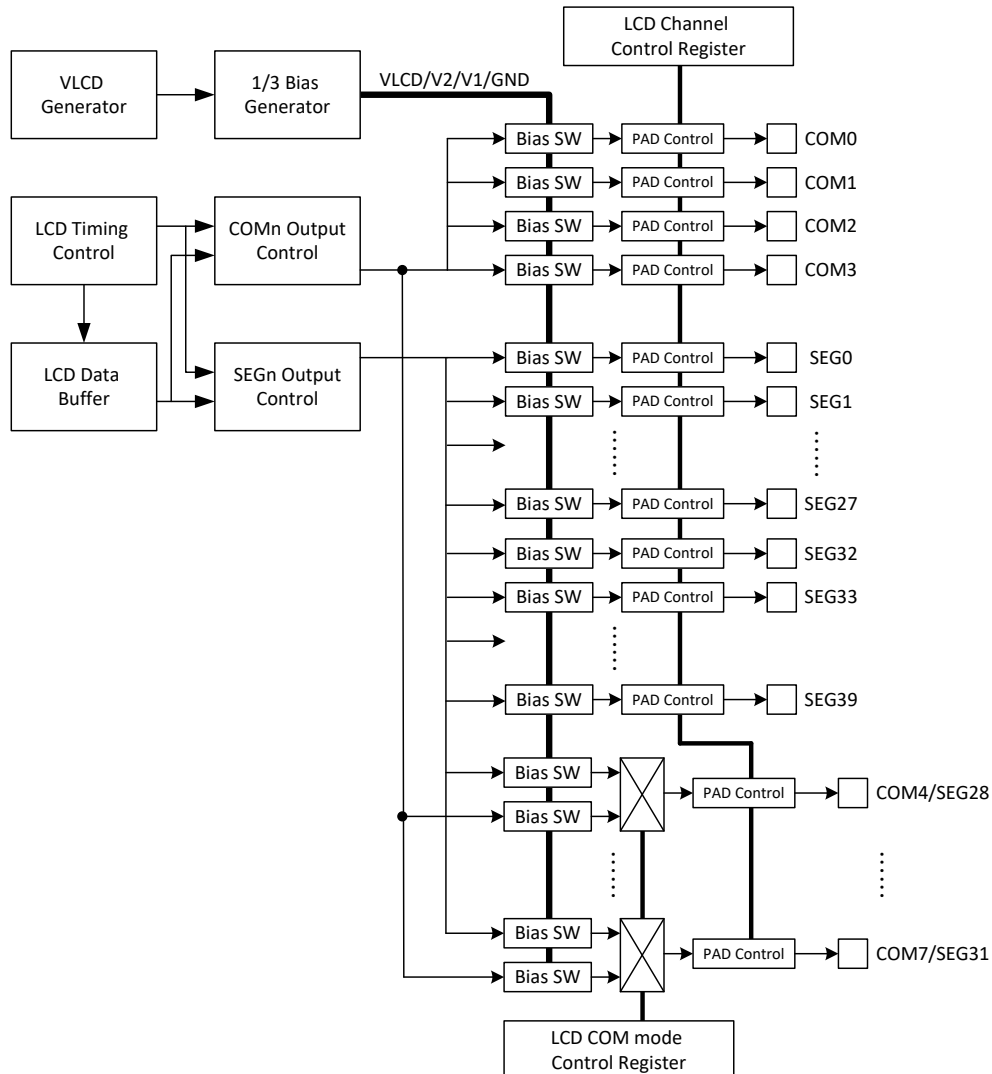 LCD Channel
Control Register
VLCD
Generator
1/3 Bias
Generator
VLCD/V2/V1/GND
Bias SW
PAD Control
COM0
Bias SW
PAD Control
COM1
LCD Timing
Control
COMn Output
Control
Bias SW
PAD Control
COM2
Bias SW
PAD Control
COM3
LCD Data
Buffer
SEGn Output
Control
Bias SW
PAD Control
SEG0
Bias SW
PAD Control
SEG1
Bias SW
PAD Control
SEG27
Bias SW
PAD Control
SEG32
Bias SW
PAD Control
SEG33
Bias SW
PAD Control
SEG39
Bias SW
Bias SW
PAD Control
COM4/SEG28
Bias SW
Bias SW
PAD Control
COM7/SEG31
LCD COM mode
Control Register